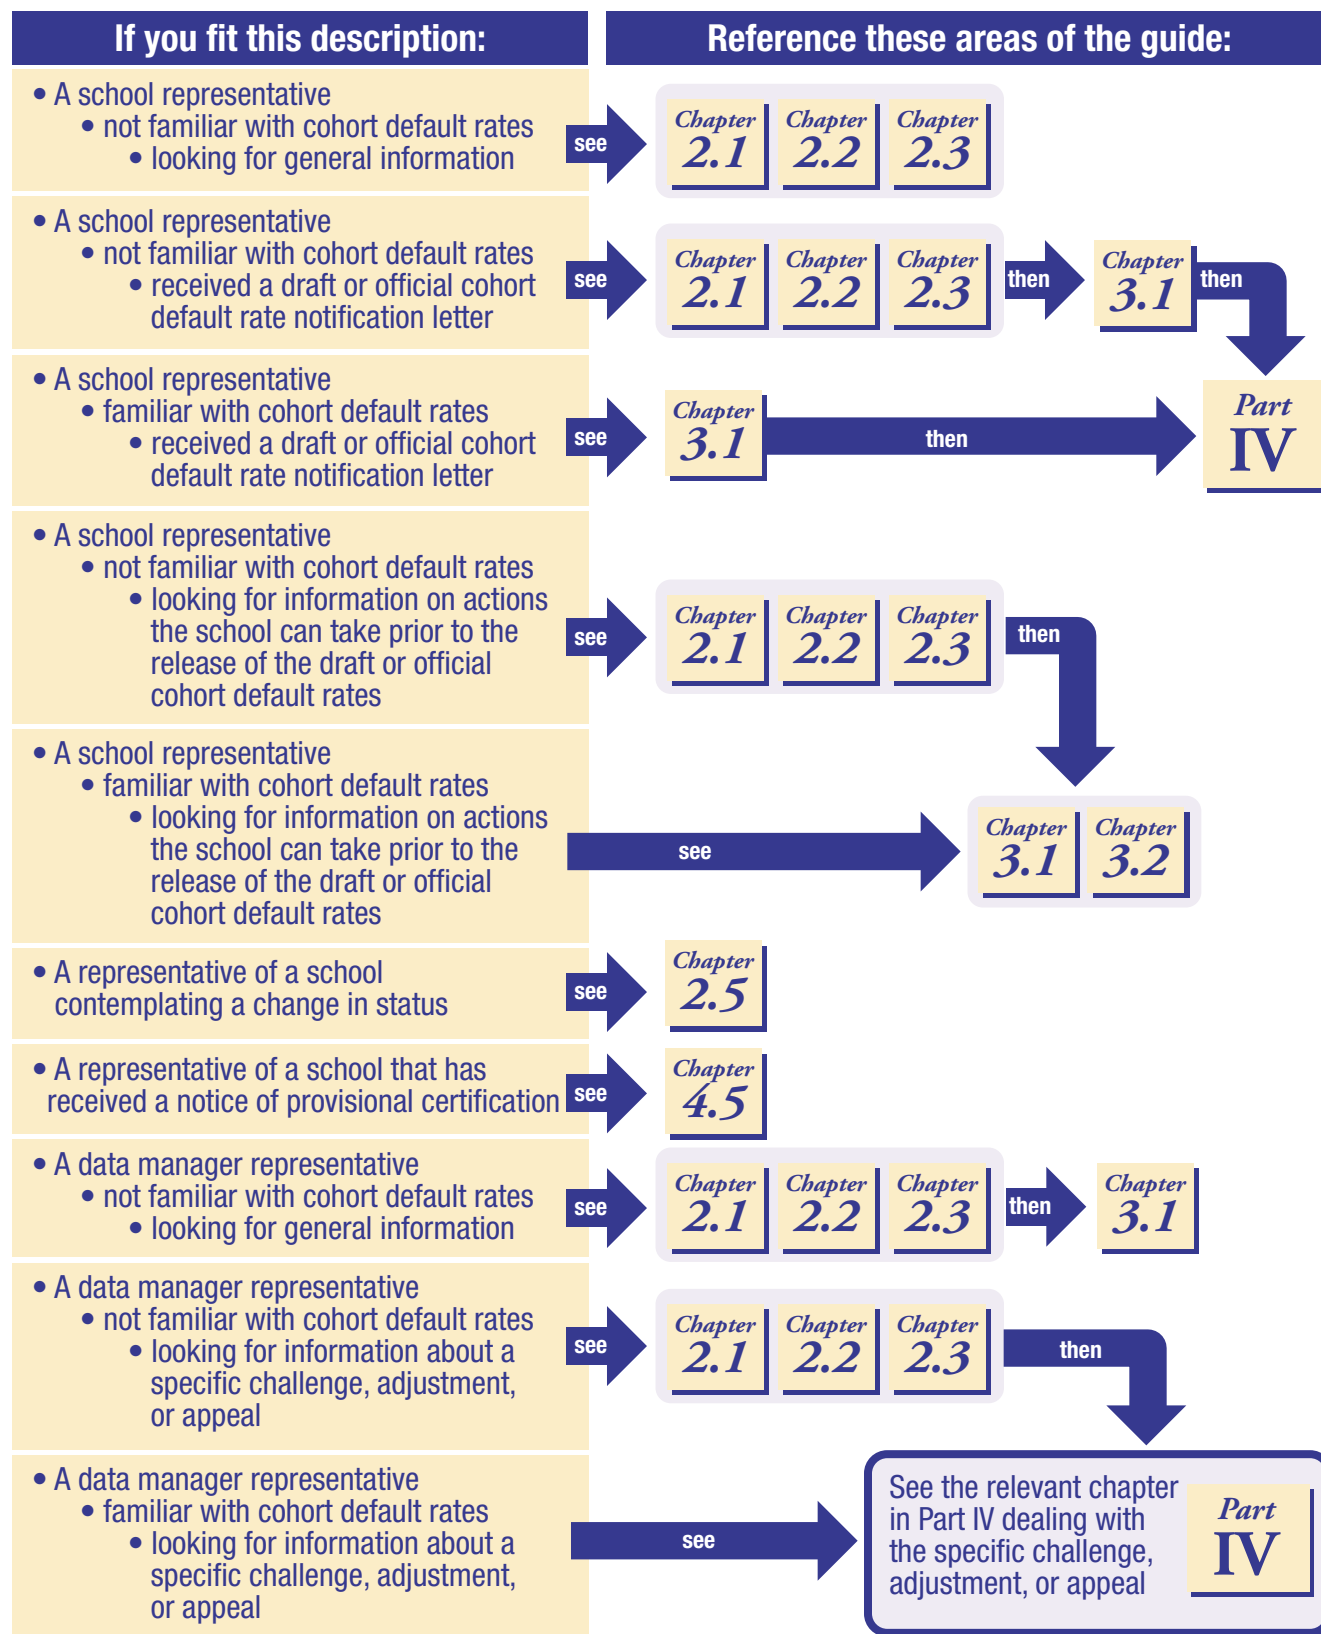 If you fit this description:
Reference these areas of the guide:
• A school representative
• not familiar with cohort default rates
• looking for general information
see
Chapter
2.1
Chapter
2.2
Chapter
2.3
• A school representative
• not familiar with cohort default rates
• received a draft or official cohort
default rate notification letter
see
Chapter
2.1
Chapter
2.2
Chapter
2.3
then
Chapter
3.1
then
• A school representative
• familiar with cohort default rates
• received a draft or official cohort
default rate notification letter
see
Chapter
3.1
then
Part
IV
• A school representative
• not familiar with cohort default rates
• looking for information on actions
the school can take prior to the
release of the draft or official
cohort default rates
see
Chapter
2.1
Chapter
2.2
Chapter
2.3
then
• A school representative
• familiar with cohort default rates
• looking for information on actions
the school can take prior to the
release of the draft or official
cohort default rates
see
Chapter
3.1
Chapter
3.2
• A representative of a school
contemplating a change in status
see
Chapter
2.5
• A representative of a school that has
received a notice of provisional certification
see
Chapter
4.5
• A data manager representative
• not familiar with cohort default rates
• looking for general information
see
Chapter
2.1
Chapter
2.2
Chapter
2.3
then
Chapter
3.1
• A data manager representative
• not familiar with cohort default rates
• looking for information about a
specific challenge, adjustment,
or appeal
see
Chapter
2.1
Chapter
2.2
Chapter
2.3
then
• A data manager representative
• familiar with cohort default rates
• looking for information about a
specific challenge, adjustment,
or appeal
see
See the relevant chapter
in Part IV dealing with
the specific challenge,
adjustment, or appeal
Part
IV